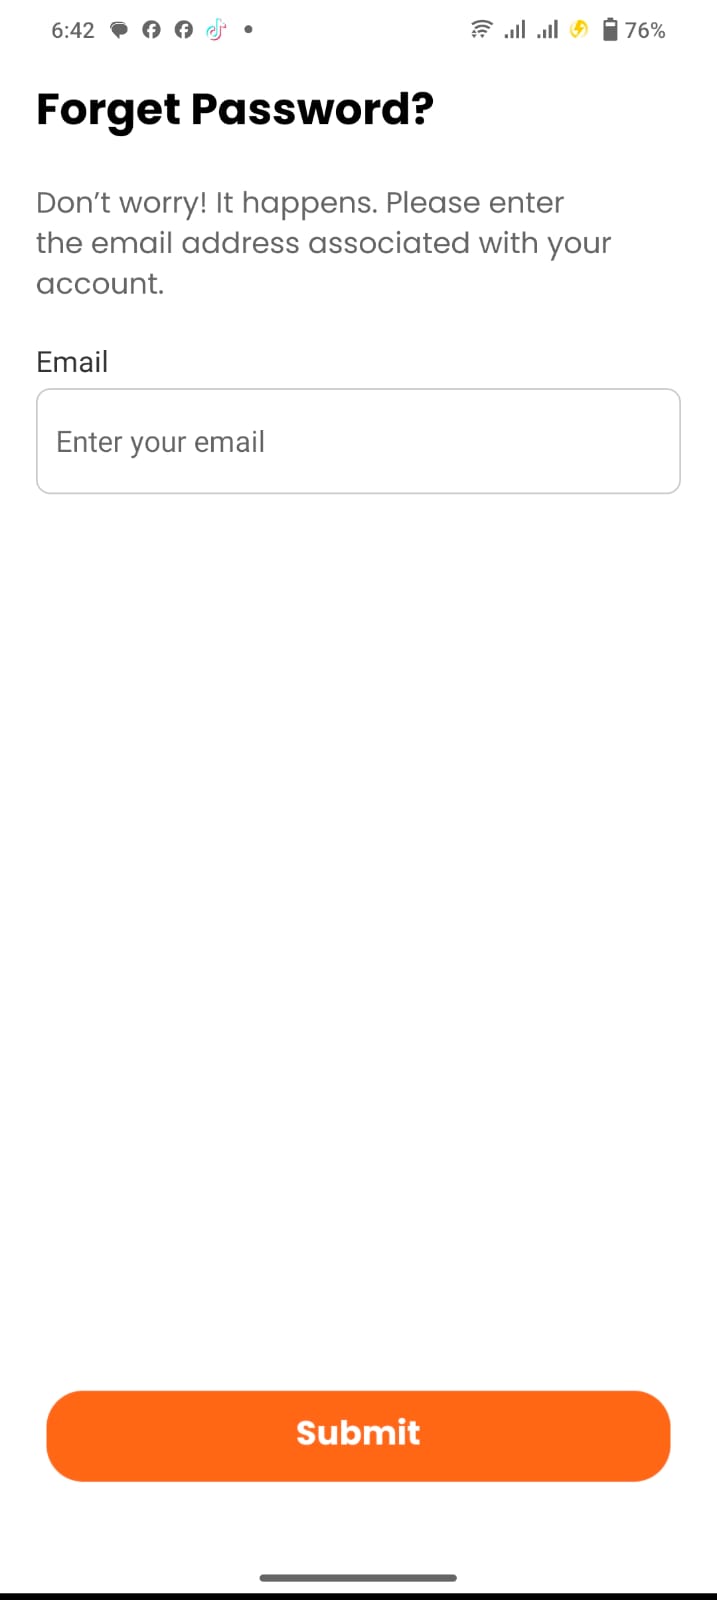 6:42
76%
Forget Password?
Don’t worry! It happens. Please enter
the email address associated with your
account.
Email
Enter your email
Submit